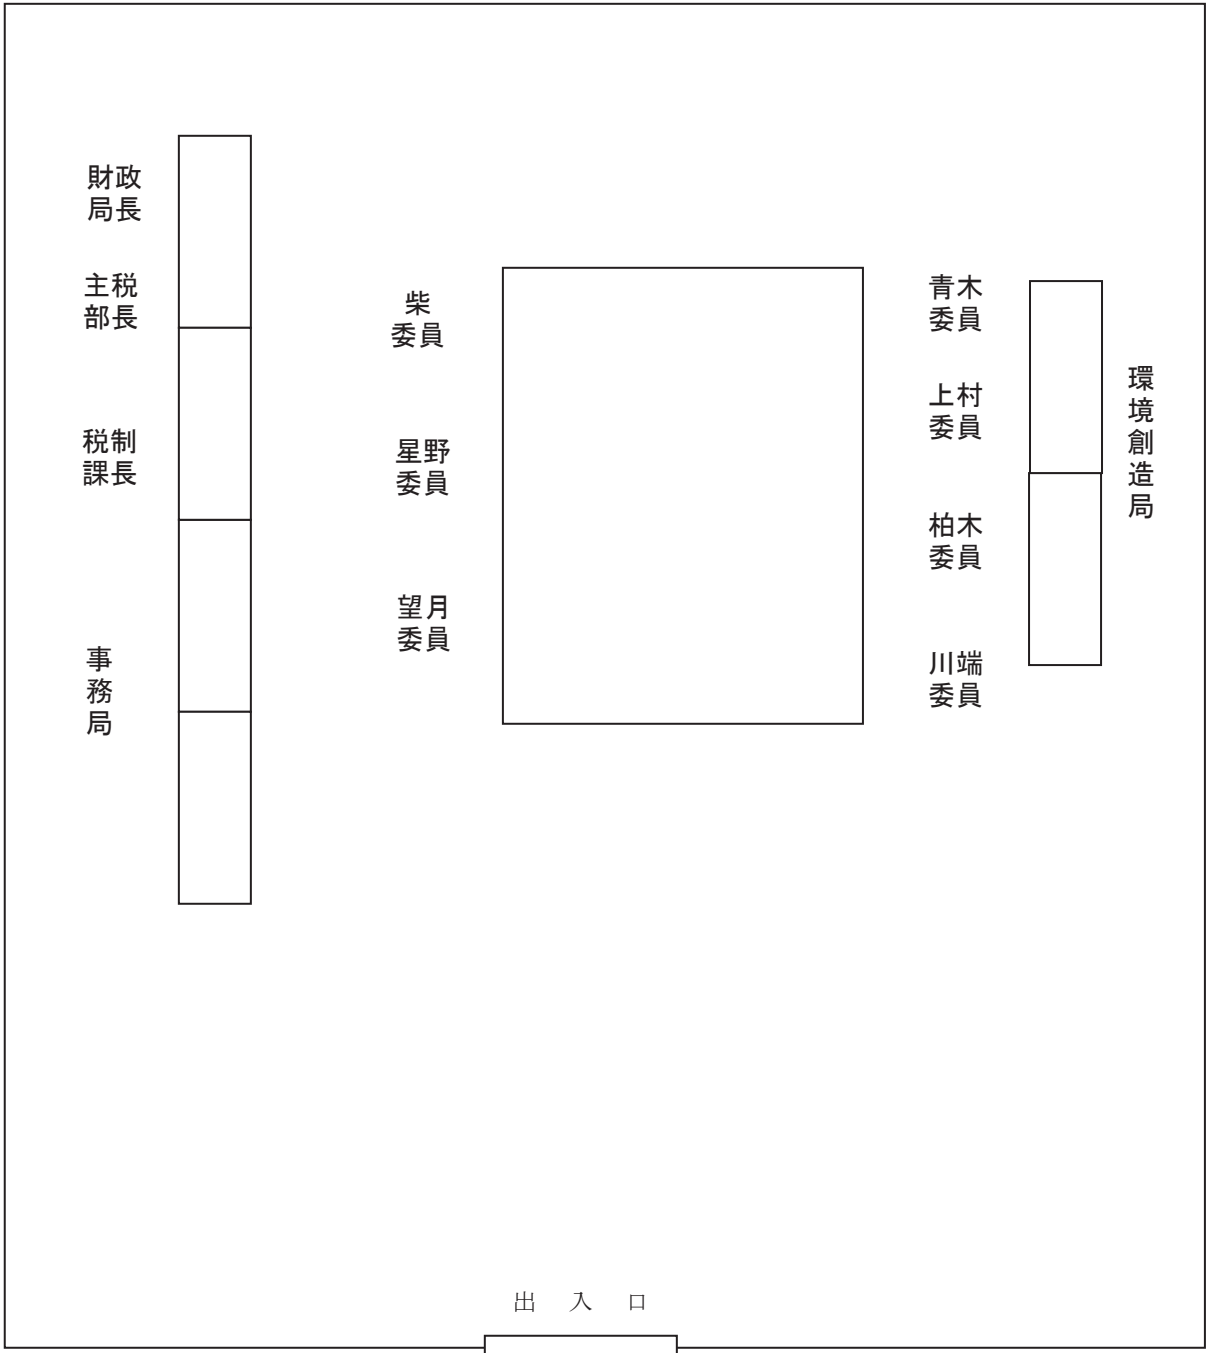 財政
局長
主税
部長
税制
課長
事
務
局
柴
委員
星野
委員
望月
委員
青木
委員
上村
委員
柏木
委員
川端
委員
環
境
創
造
局
出 入 口